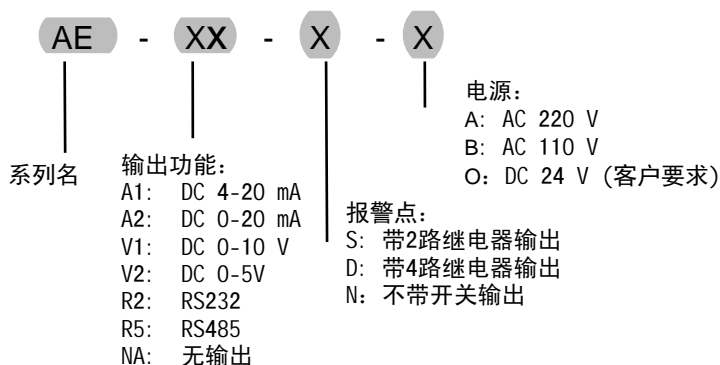 AE - XX - X - X
系列名
输出功能：
A1: DC 4-20 mA
A2: DC 0-20 mA
V1: DC 0-10 V
V2: DC 0-5V
R2: RS232
R5: RS485
NA: 无输出
报警点：
S: 带2路继电器输出
D: 带4路继电器输出
N：不带开关输出
电源：
A: AC 220 V
B: AC 110 V
O：DC 24 V (客户要求)